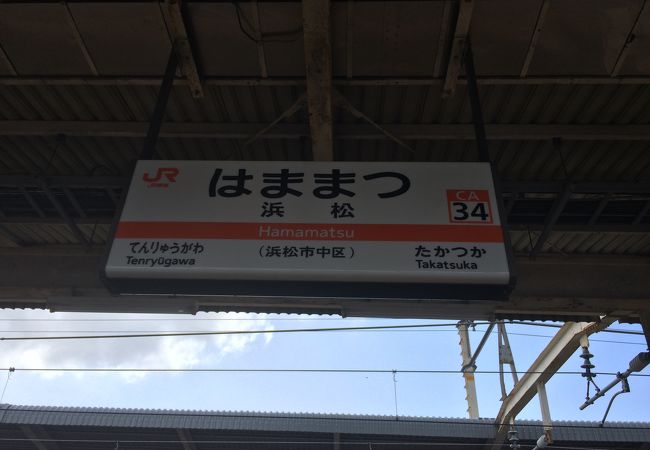 JR
はままつ
浜松
CA
34
Hamamatsu
(浜松市中区)
てんりゅうがわ
Tenryūgawa
たかつか
Takatsuka